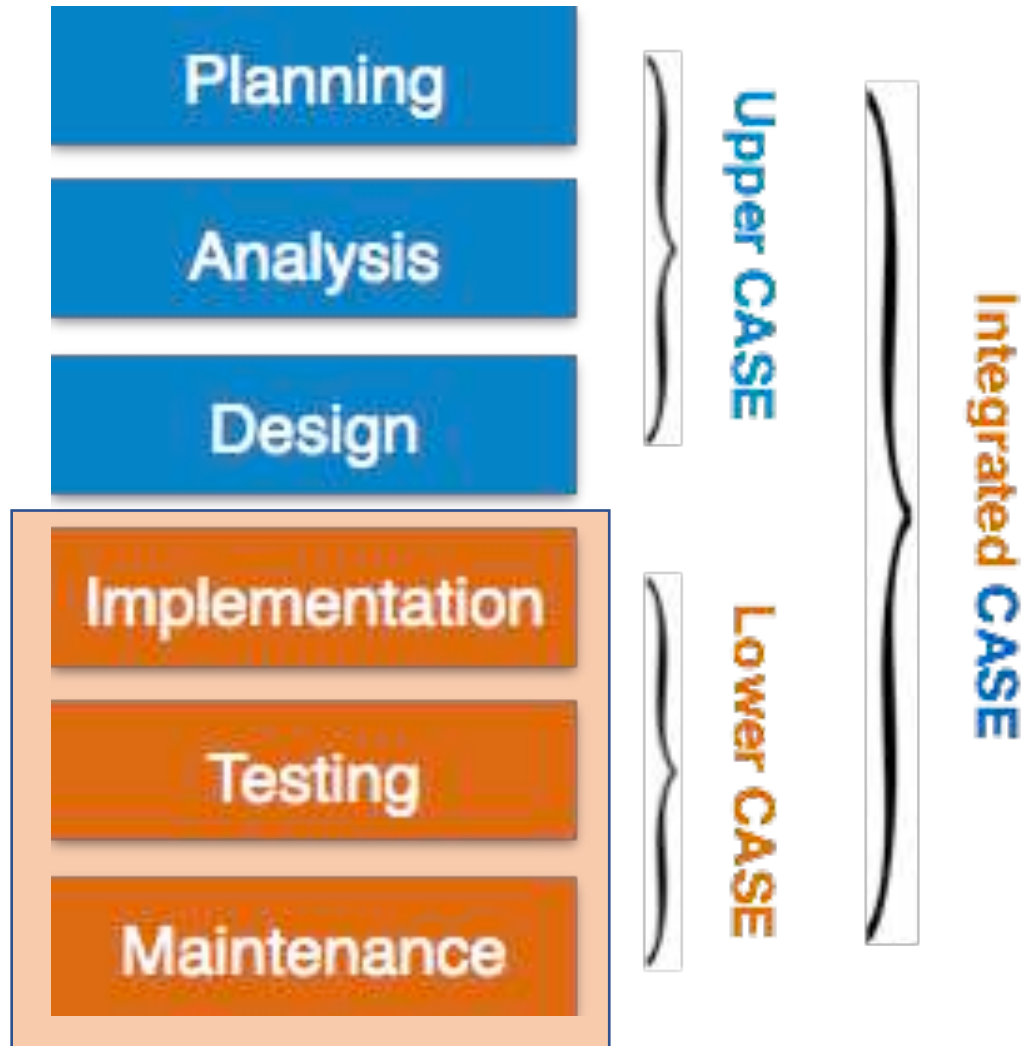 Planning
Analysis
Design
Implementation
Testing
Maintenance
Upper CASE
Lower CASE
Integrated CASE